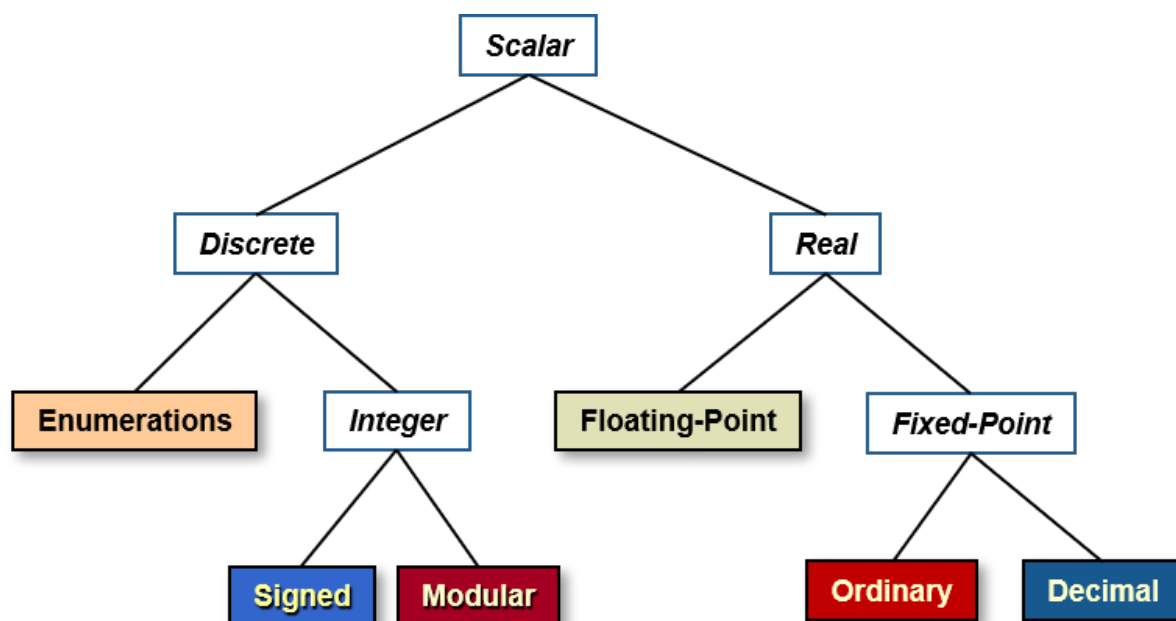 Scalar
Discrete
Real
Enumerations
Integer
Floating-Point
Fixed-Point
Signed
Modular
Ordinary
Decimal